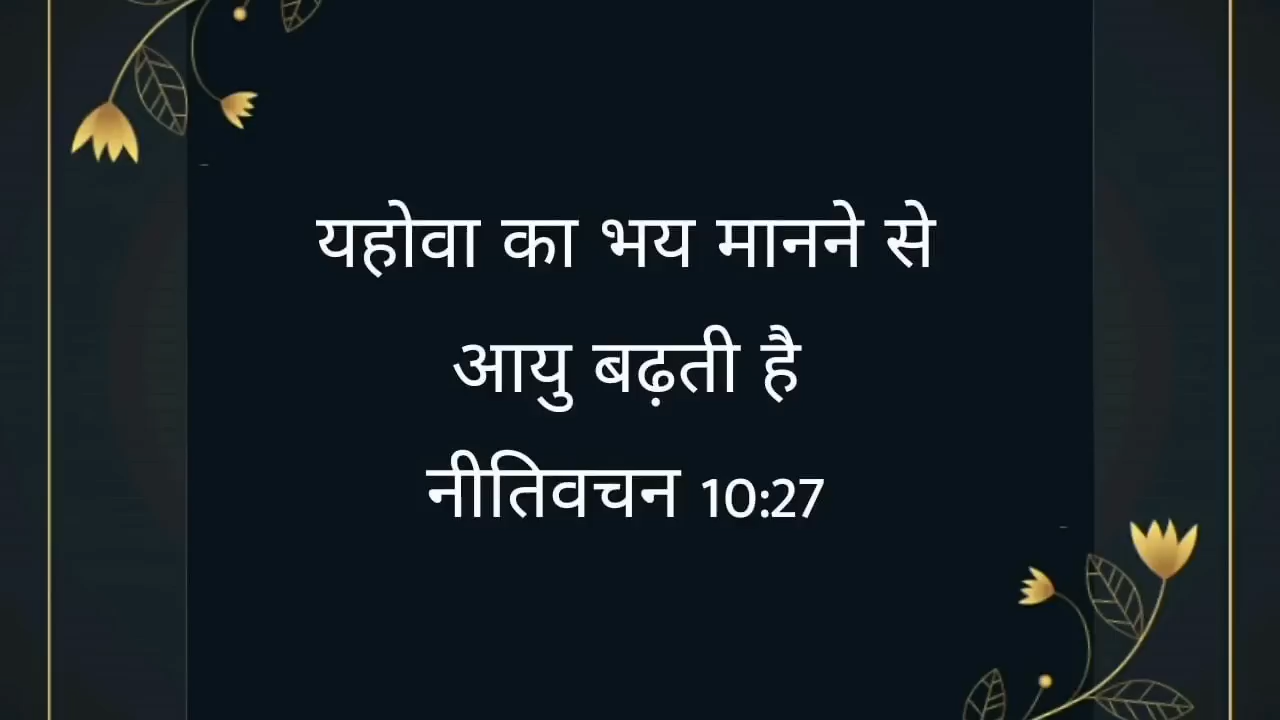 यहोवा का भय मानने से
आयु बढ़ती है
नीतिवचन 10:27